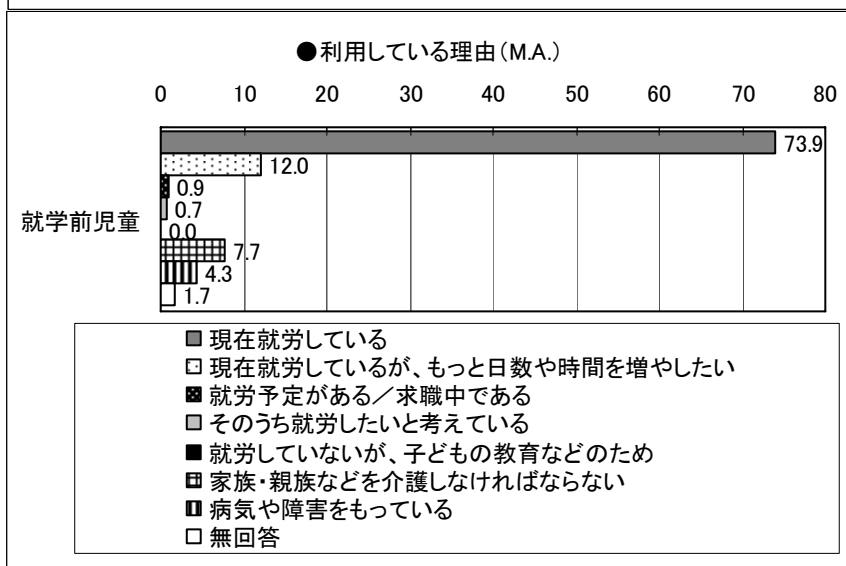 ●利用している理由(M.A.)
0 10 20 30 40 50 60 70 80
73.9
12.0
0.9
0.7
就学前児童
0.0
7.7
4.3
1.7
現在就労している
現在就労しているが、もっと日数や時間を増やしたい
就労予定がある／求職中である
そのうち就労したいと考えている
就労していないが、子どもの教育などのため
家族・親族などを介護しなければならない
病気や障害をもっている
無回答